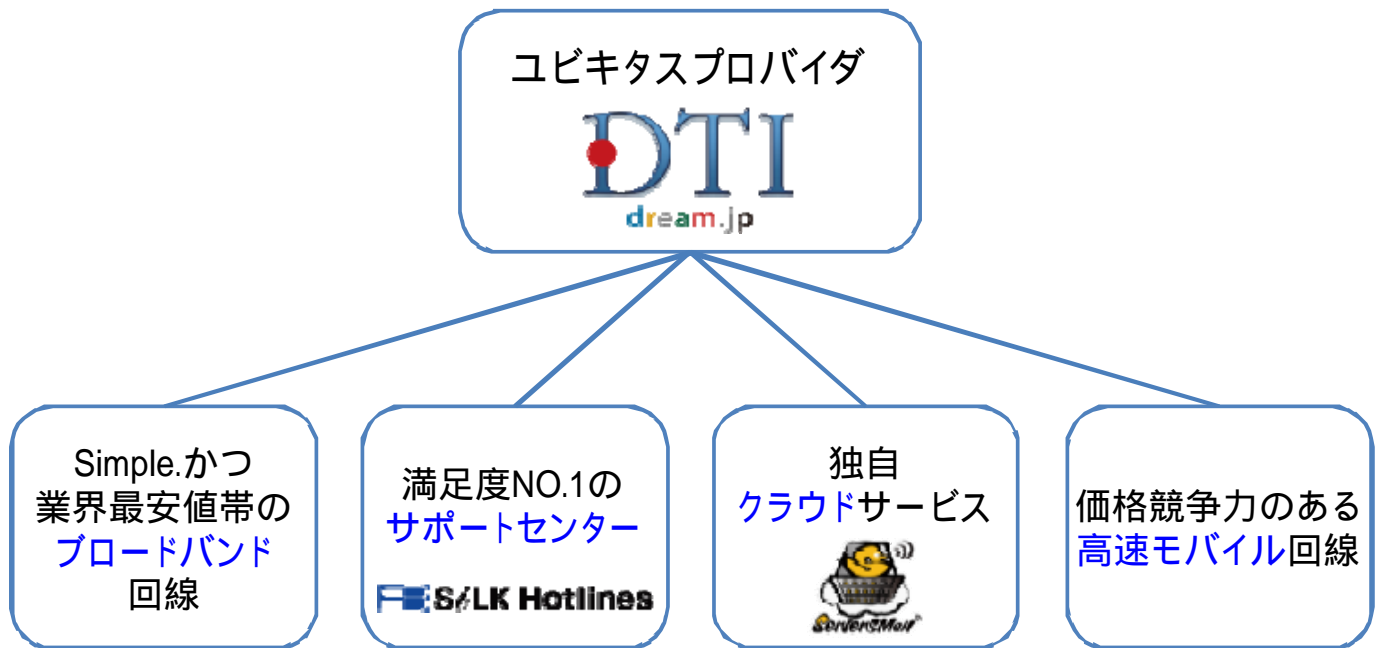 ユビキタスプロバイダ
DTI
dream.jp
Simple.かつ
業界最安値帯の
ブロードバンド
回線
満足度NO.1の
サポートセンター
SiLK Hotlines
独自
クラウドサービス
ServersMan
価格競争力のある
高速モバイル回線